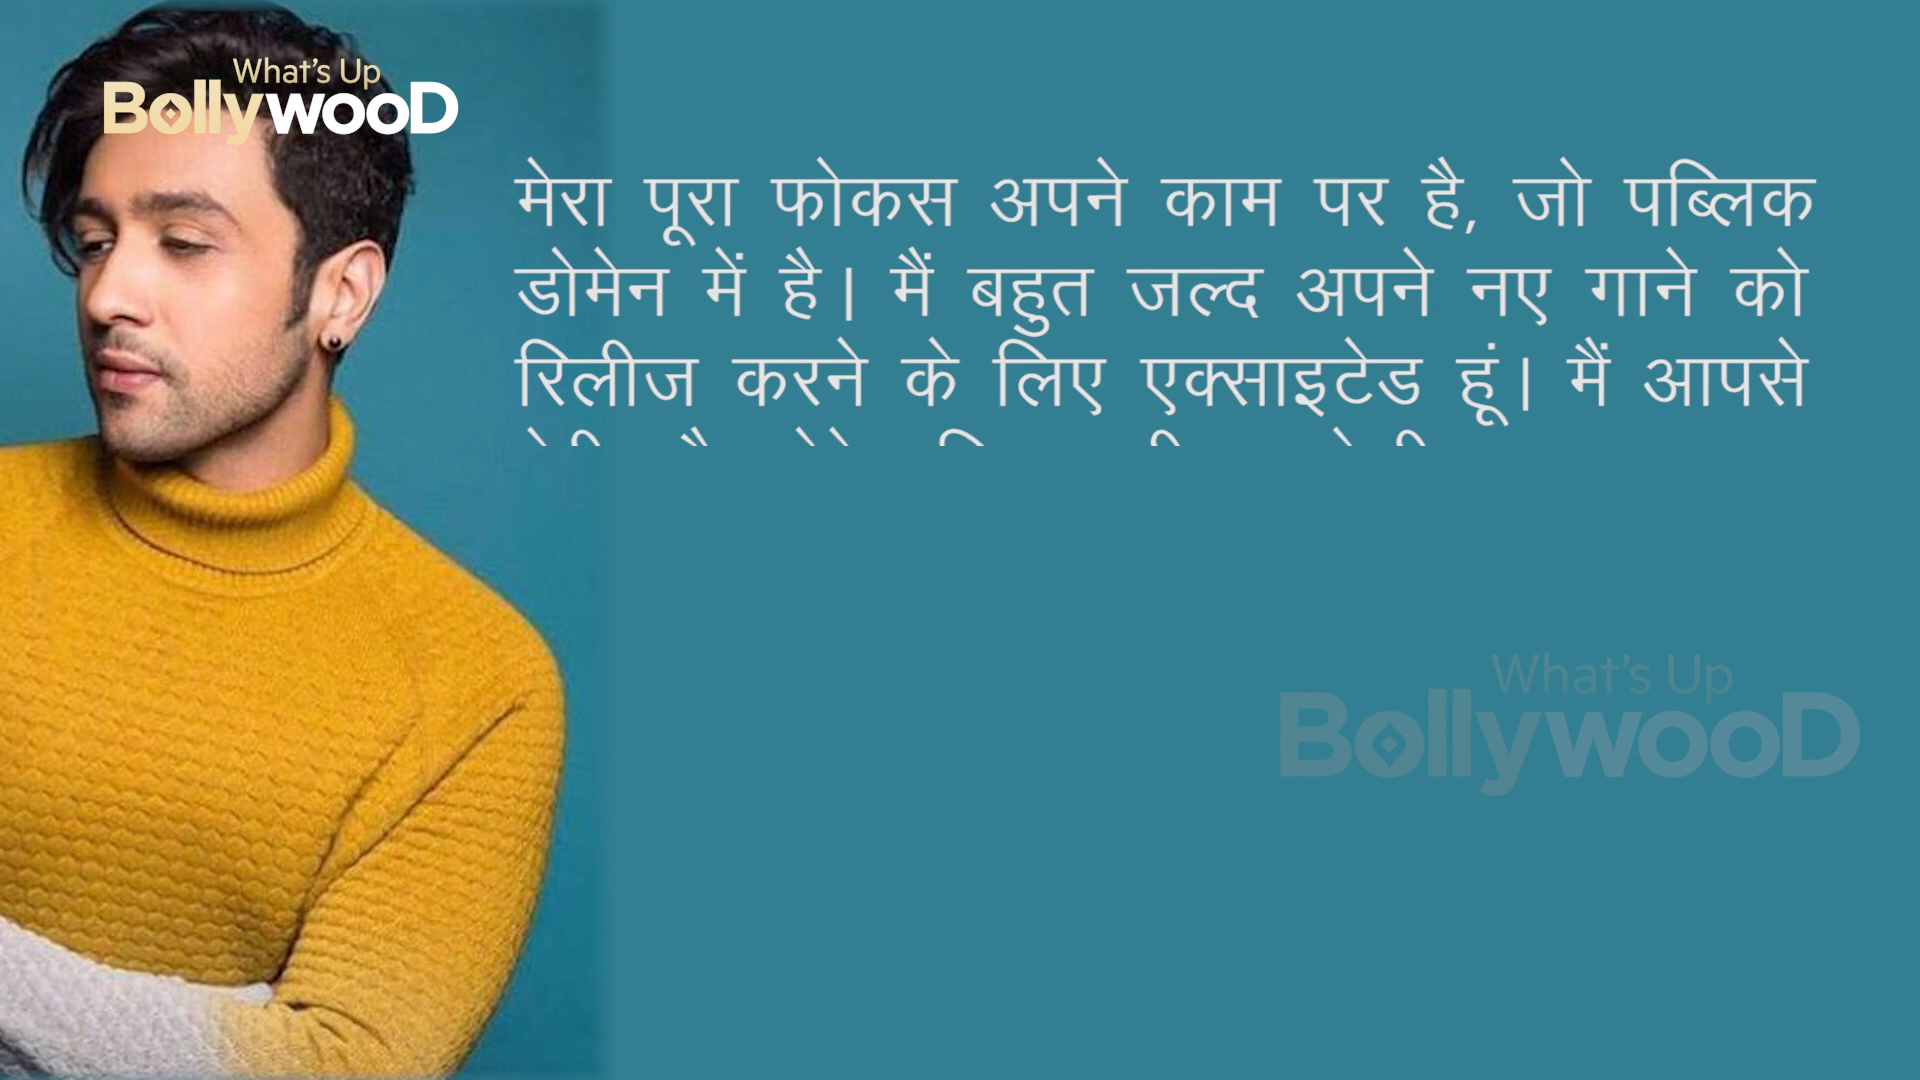 What's Up
BollywooD
मेरा पूरा फोकस अपने काम पर है, जो पब्लिक
डोमेन में है। मैं बहुत जल्द अपने नए गाने को
रिलीज करने के लिए एक्साइटेड हूं। मैं आपसे
What's Up
BollywooD